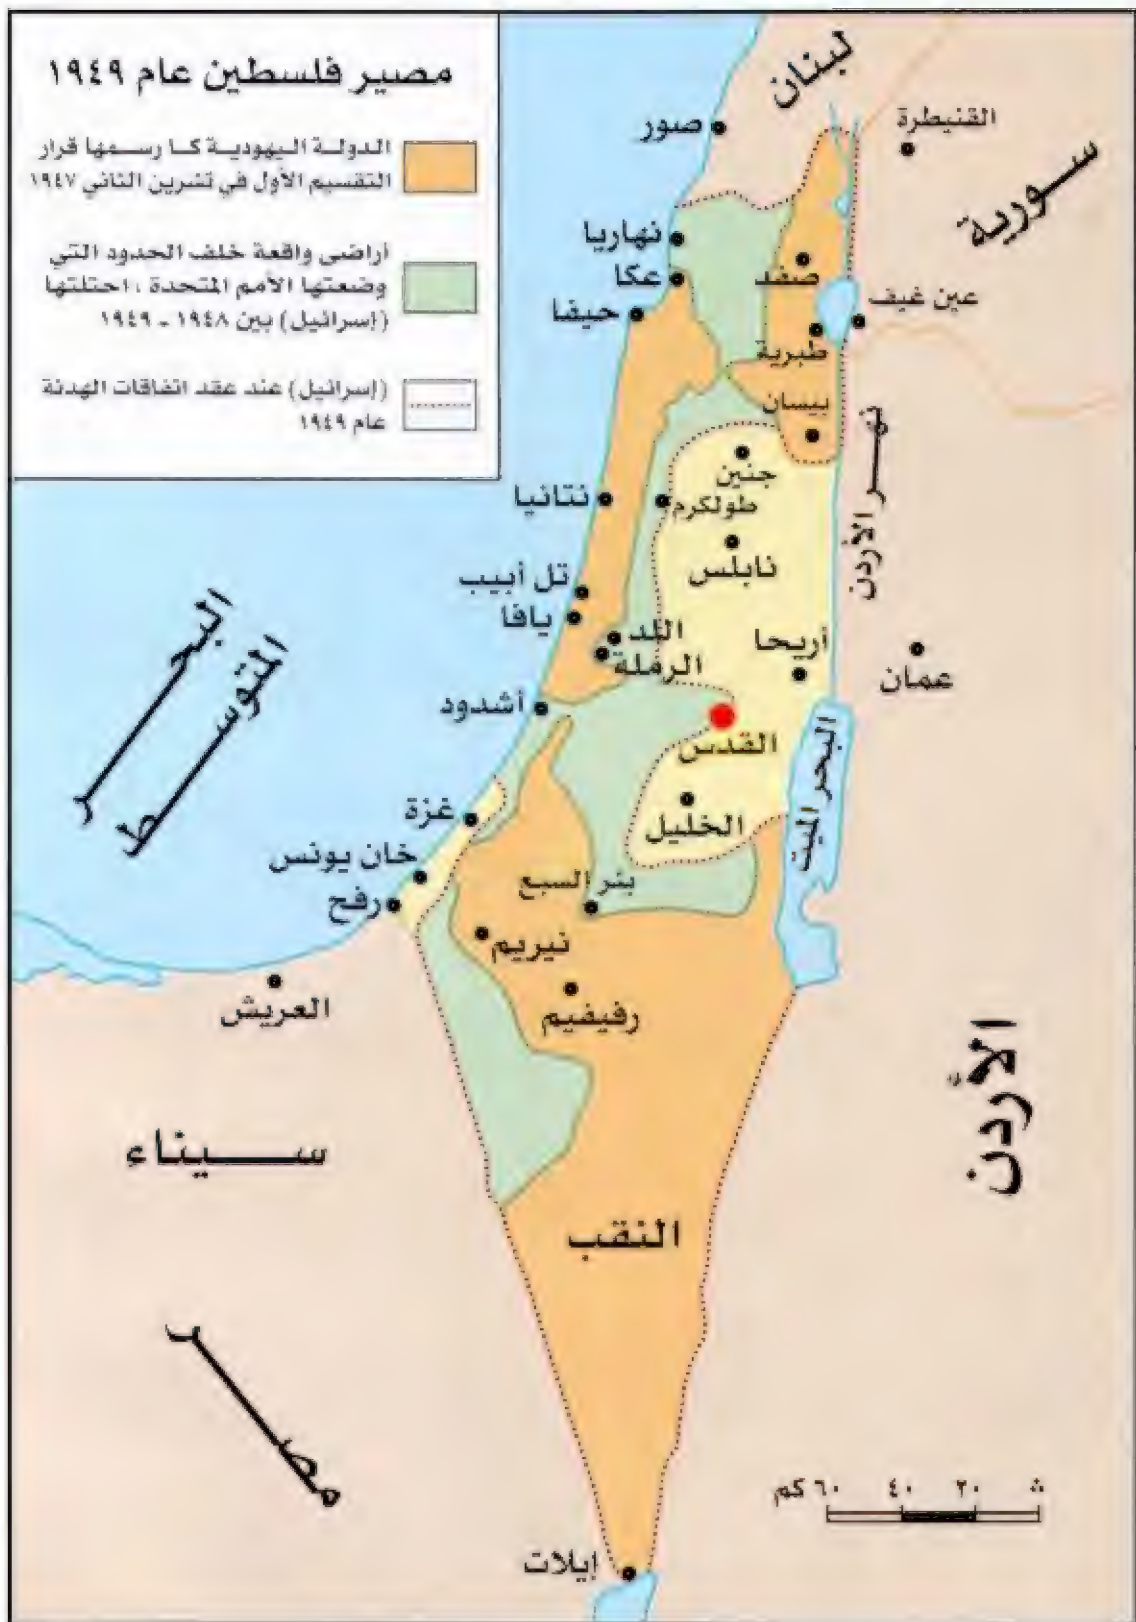 مصير فلسطين عام ١٩٤٩
الدولة اليهودية كما رسمها قرار
التقسيم الأول في تشرين الثاني ١٩٤٧
أراضى واقعة خلف الحدود التي
وضعتها الأمم المتحدة ، احتلتها
(إسرائيل) بين ١٩٤٨ - ١٩٤٩
(إسرائيل) عند عقد اتفاقات الهدنة
عام ١٩٤٩
لبنان
صور
القنيطرة
سورية
نهاريا
عكا
صفد
حيفا
عين غيف
طبرية
بيسان
نهر الأردن
جنين
نتانيا
طولكرم
نابلس
تل أبيب
يافا
اللد
الرملة
أريحا
عمان
أشدود
القدس
البحر
المتوسط
البحر الميت
غزة
الخليل
خان يونس
بئر السبع
رفح
نيريم
العريش
رفيفيم
الأردن
سيناء
النقب
مصر
٦٠ كم
٤٠
٢٠
إيلات